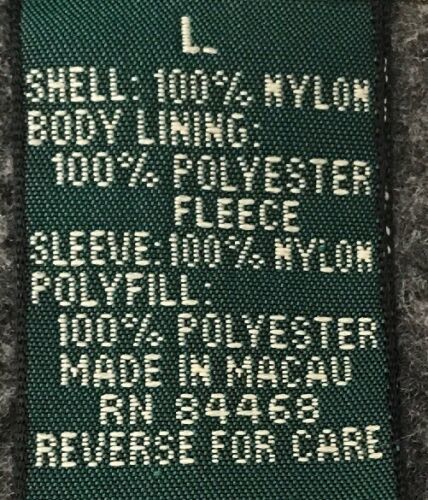 L
SHELL: 100% NYLON
BODY LINING:
100% POLYESTER
FLEECE
SLEEVE: 100% NYLON
POLYFILL:
100% POLYESTER
MADE IN MACAU
RN 84468
REVERSE FOR CARE